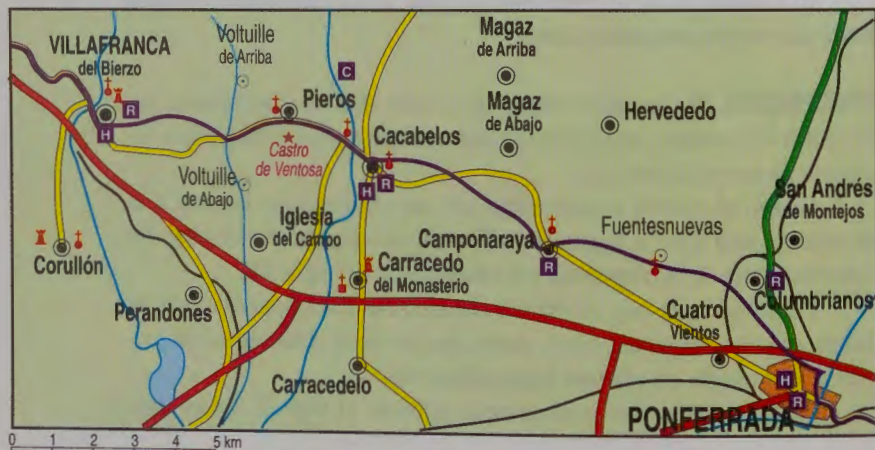 VILLAFRANCA
del Bierzo
R
H
Voltuille
de Arriba
C
Magaz
de Arriba
Pieros
Castro
de Ventosa
Cacabelos
H
R
Magaz
de Abajo
Hervededo
Voltuille
de Abajo
Iglesia
del Campo
San Andrés
de Montejos
Fuentesnuevas
Camponaraya
R
Corullón
Perandones
Carracedo
del Monasterio
R
Columbrianos
Cuatro
Vientos
Carracedelo
H
R
PONFERRADA
0 1 2 3 4 5 km